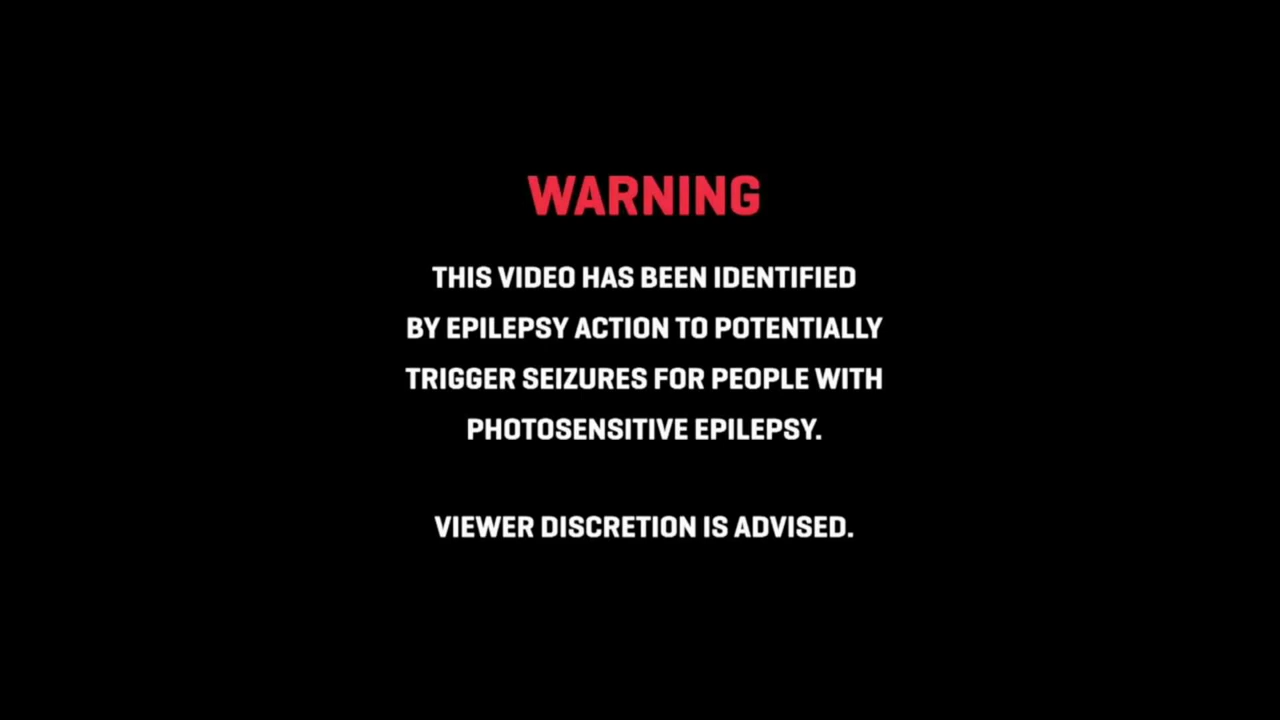 WARNING
THIS VIDEO HAS BEEN IDENTIFIED
BY EPILEPSY ACTION TO POTENTIALLY
TRIGGER SEIZURES FOR PEOPLE WITH
PHOTOSENSITIVE EPILEPSY.
VIEWER DISCRETION IS ADVISED.